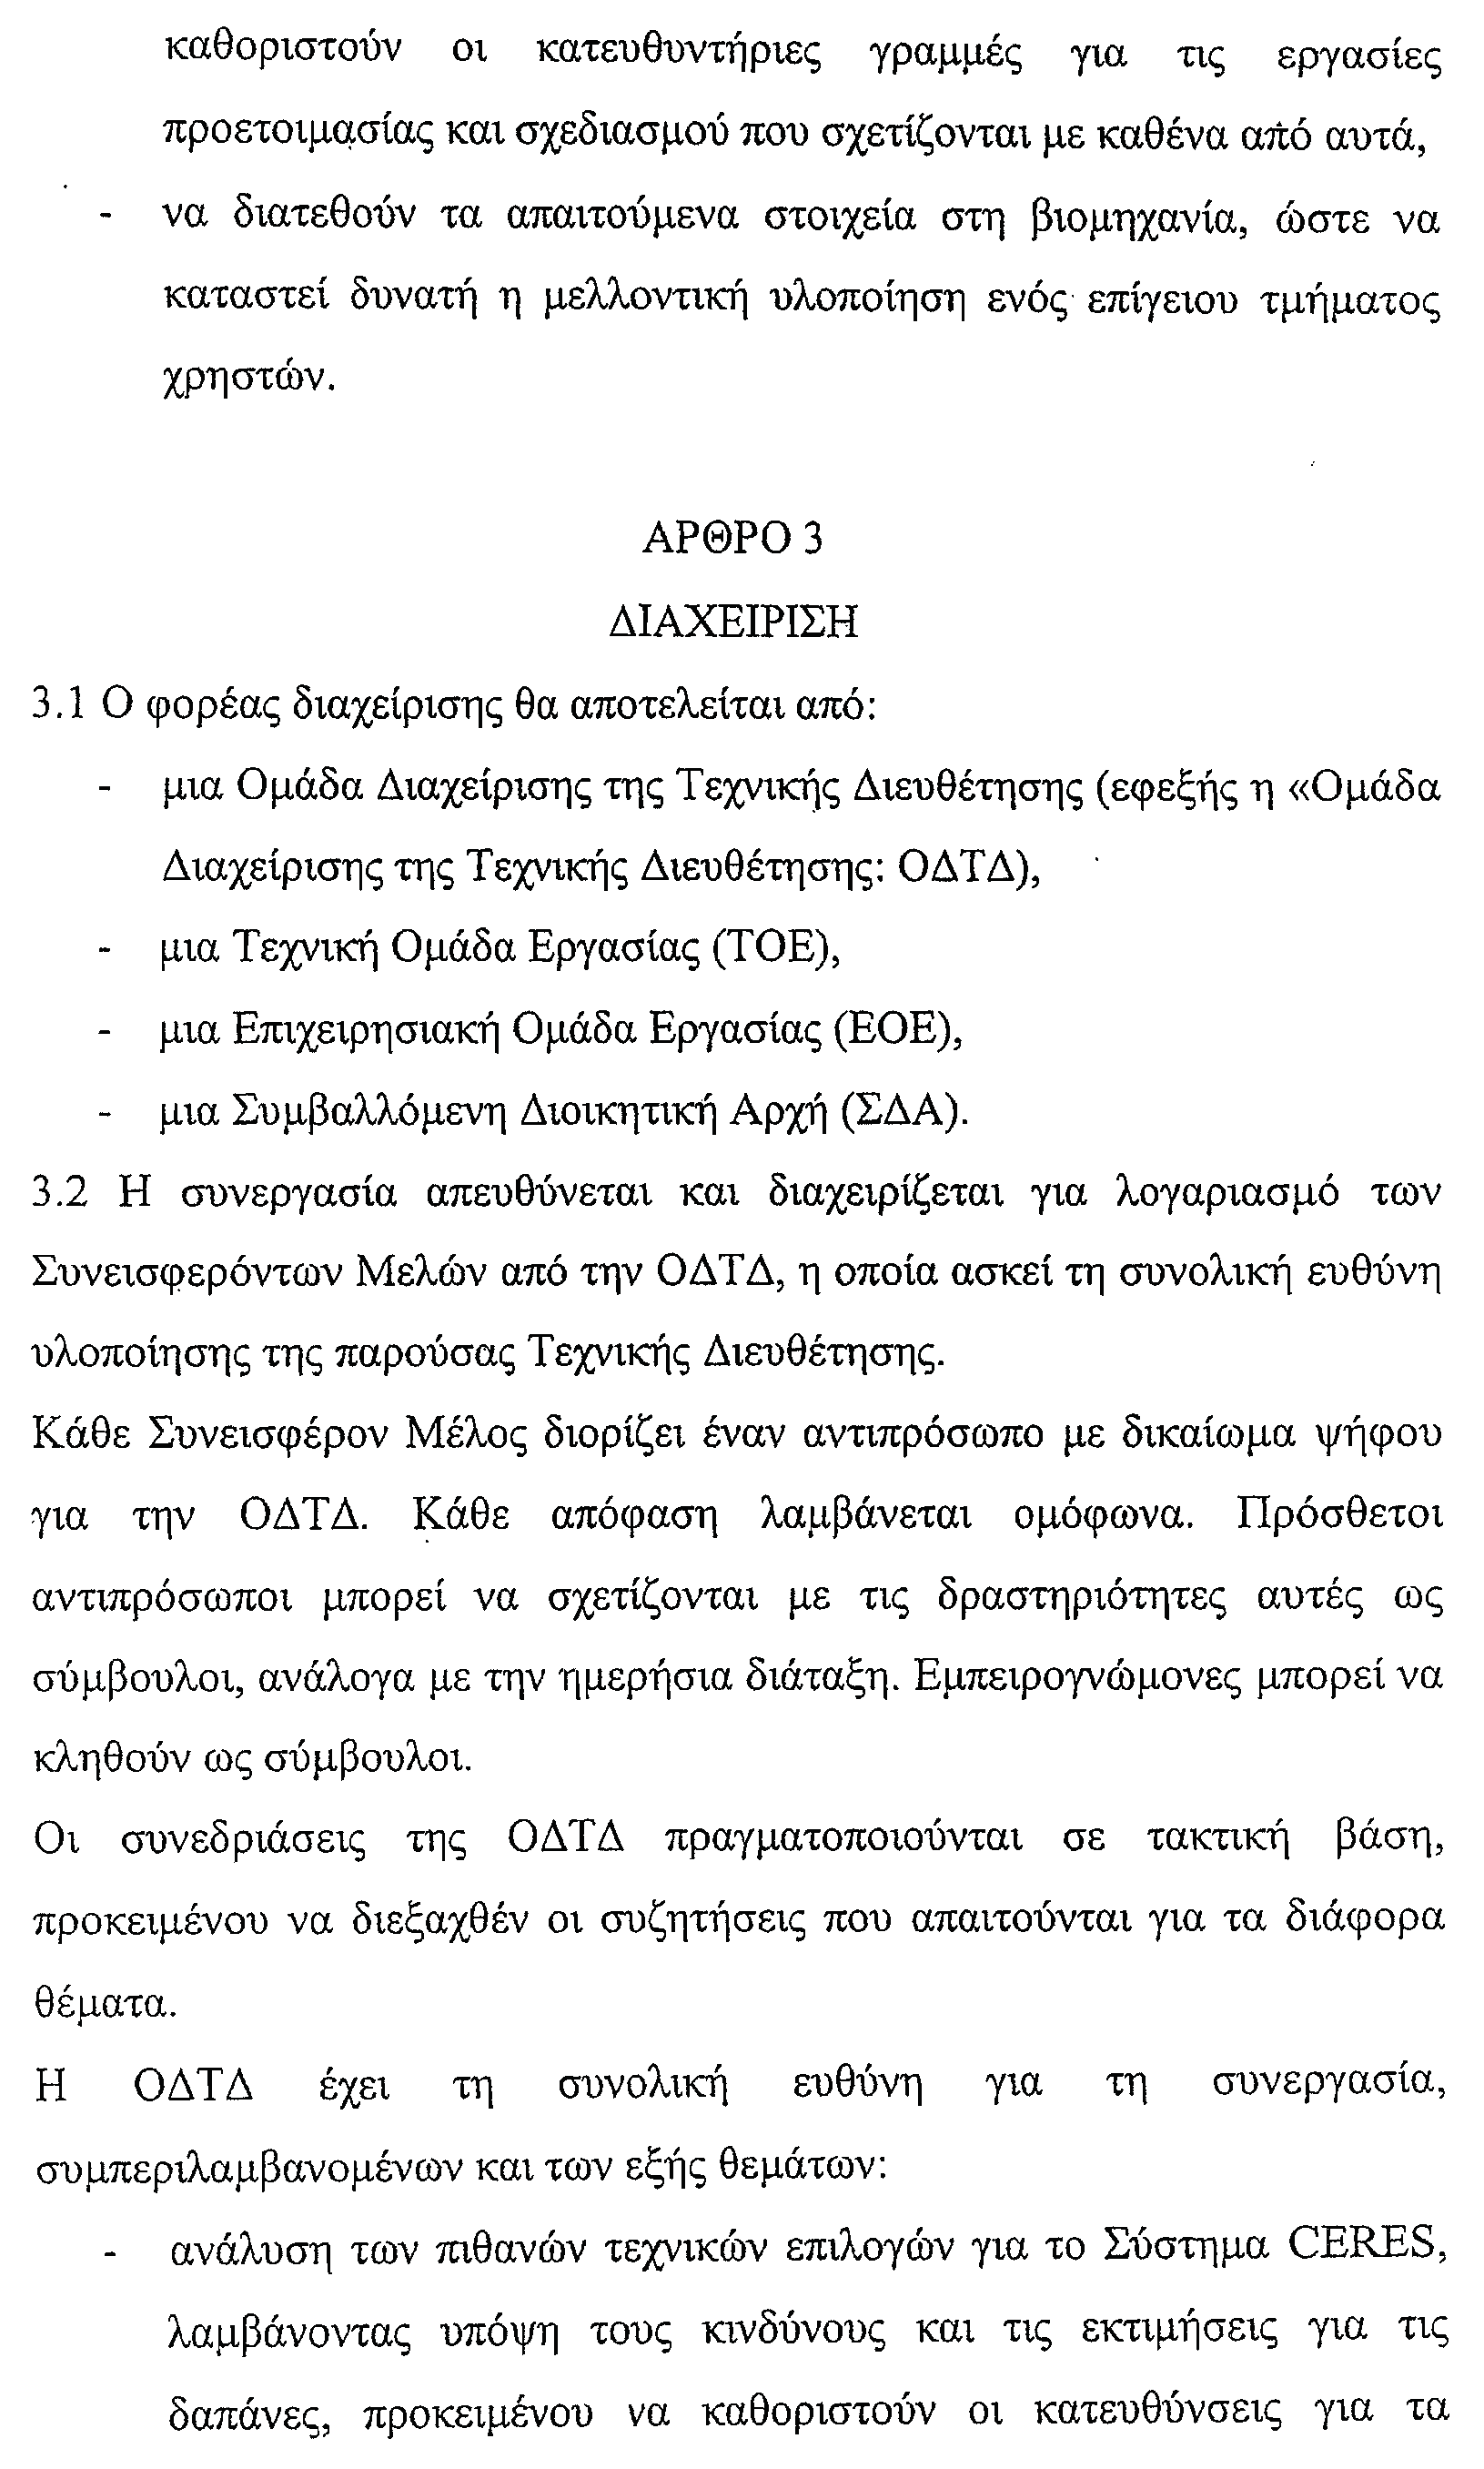 καθοριστούν οι κατευθυντήριες γραμμές για τις εργασίες
προετοιμασίας και σχεδιασμού που σχετίζονται με καθένα από αυτά,
- να διατεθούν τα απαιτούμενα στοιχεία στη βιομηχανία, ώστε να
καταστεί δυνατή η μελλοντική υλοποίηση ενός επίγειου τμήματος
χρηστών.
ΑΡΘΡΟ 3
ΔΙΑΧΕΙΡΙΣΗ
3.1 Ο φορέας διαχείρισης θα αποτελείται από:
- μια Ομάδα Διαχείρισης της Τεχνικής Διευθέτησης (εφεξής η «Ομάδα
Διαχείρισης της Τεχνικής Διευθέτησης: ΟΔΤΔ),
- μια Τεχνική Ομάδα Εργασίας (ΤΟΕ),
- μια Επιχειρησιακή Ομάδα Εργασίας (ΕΟΕ),
- μια Συμβαλλόμενη Διοικητική Αρχή (ΣΔΑ).
3.2 Η συνεργασία απευθύνεται και διαχειρίζεται για λογαριασμό των
Συνεισφερόντων Μελών από την ΟΔΤΔ, η οποία ασκεί τη συνολική ευθύνη
υλοποίησης της παρούσας Τεχνικής Διευθέτησης.
Κάθε Συνεισφέρον Μέλος διορίζει έναν αντιπρόσωπο με δικαίωμα ψήφου
για την ΟΔΤΔ. Κάθε απόφαση λαμβάνεται ομόφωνα. Πρόσθετοι
αντιπρόσωποι μπορεί να σχετίζονται με τις δραστηριότητες αυτές ως
σύμβουλοι, ανάλογα με την ημερήσια διάταξη. Εμπειρογνώμονες μπορεί να
κληθούν ως σύμβουλοι.
Οι συνεδριάσεις της ΟΔΤΔ πραγματοποιούνται σε τακτική βάση,
προκειμένου να διεξαχθέν οι συζητήσεις που απαιτούνται για τα διάφορα
θέματα.
Η ΟΔΤΔ έχει τη συνολική ευθύνη για τη συνεργασία,
συμπεριλαμβανομένων και των εξής θεμάτων:
- ανάλυση των πιθανών τεχνικών επιλογών για το Σύστημα CERES,
λαμβάνοντας υπόψη τους κινδύνους και τις εκτιμήσεις για τις
δαπάνες, προκειμένου να καθοριστούν οι κατευθύνσεις για τα